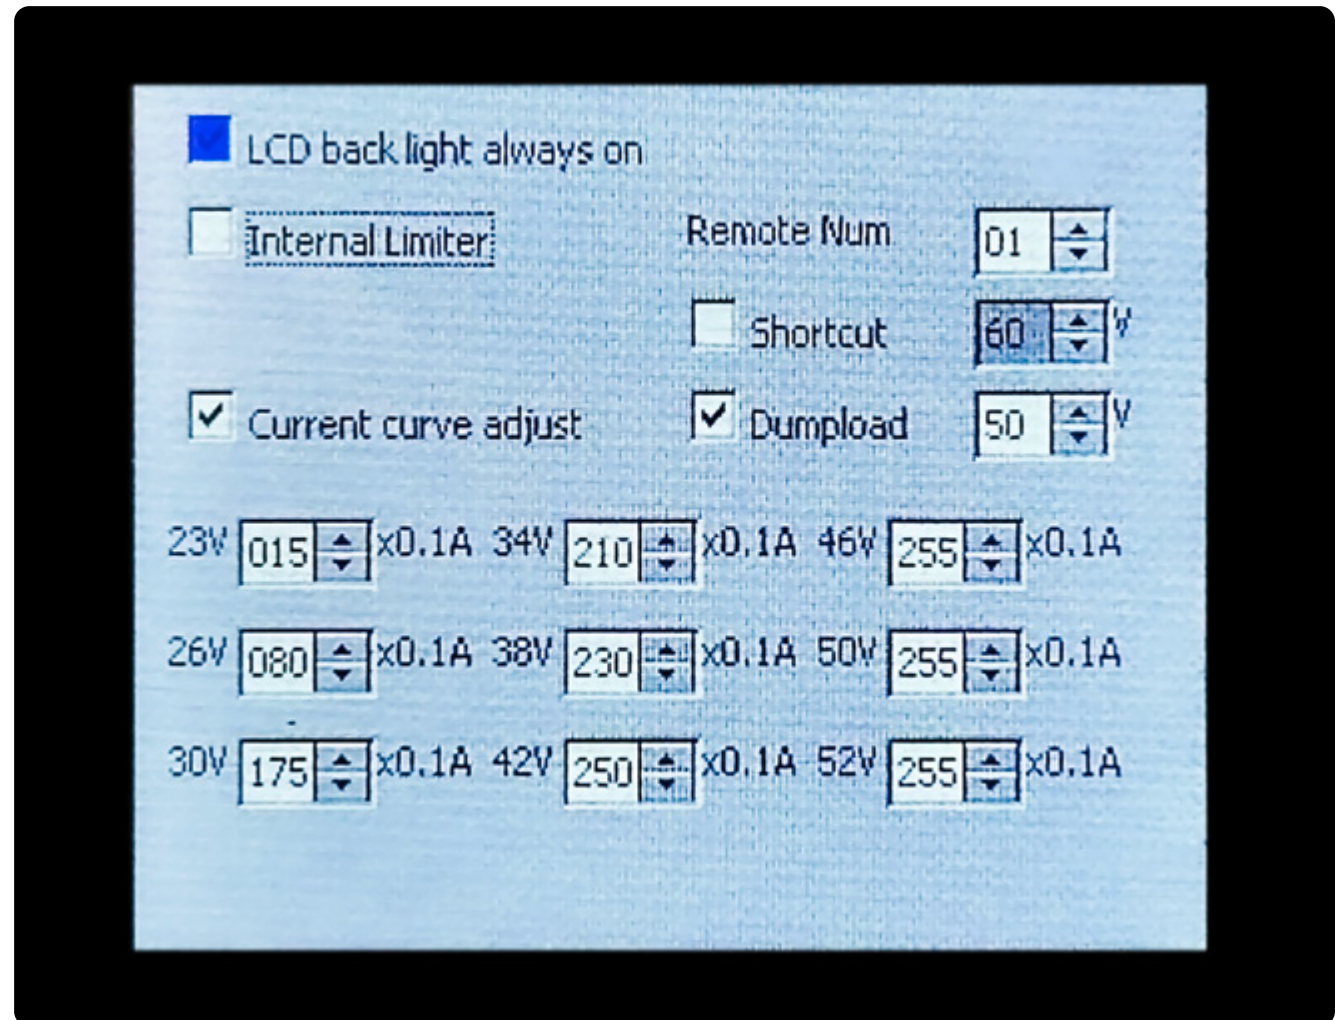 LCD back light always on
Internal Limiter Remote Num 01
Shortcut 60 V
Current curve adjust Dumpload 50 V
23V 015 x0.1A 34V 210 x0.1A 46V 255 x0.1A
26V 080 x0.1A 38V 230 x0.1A 50V 255 x0.1A
30V 175 x0.1A 42V 250 x0.1A 52V 255 x0.1A